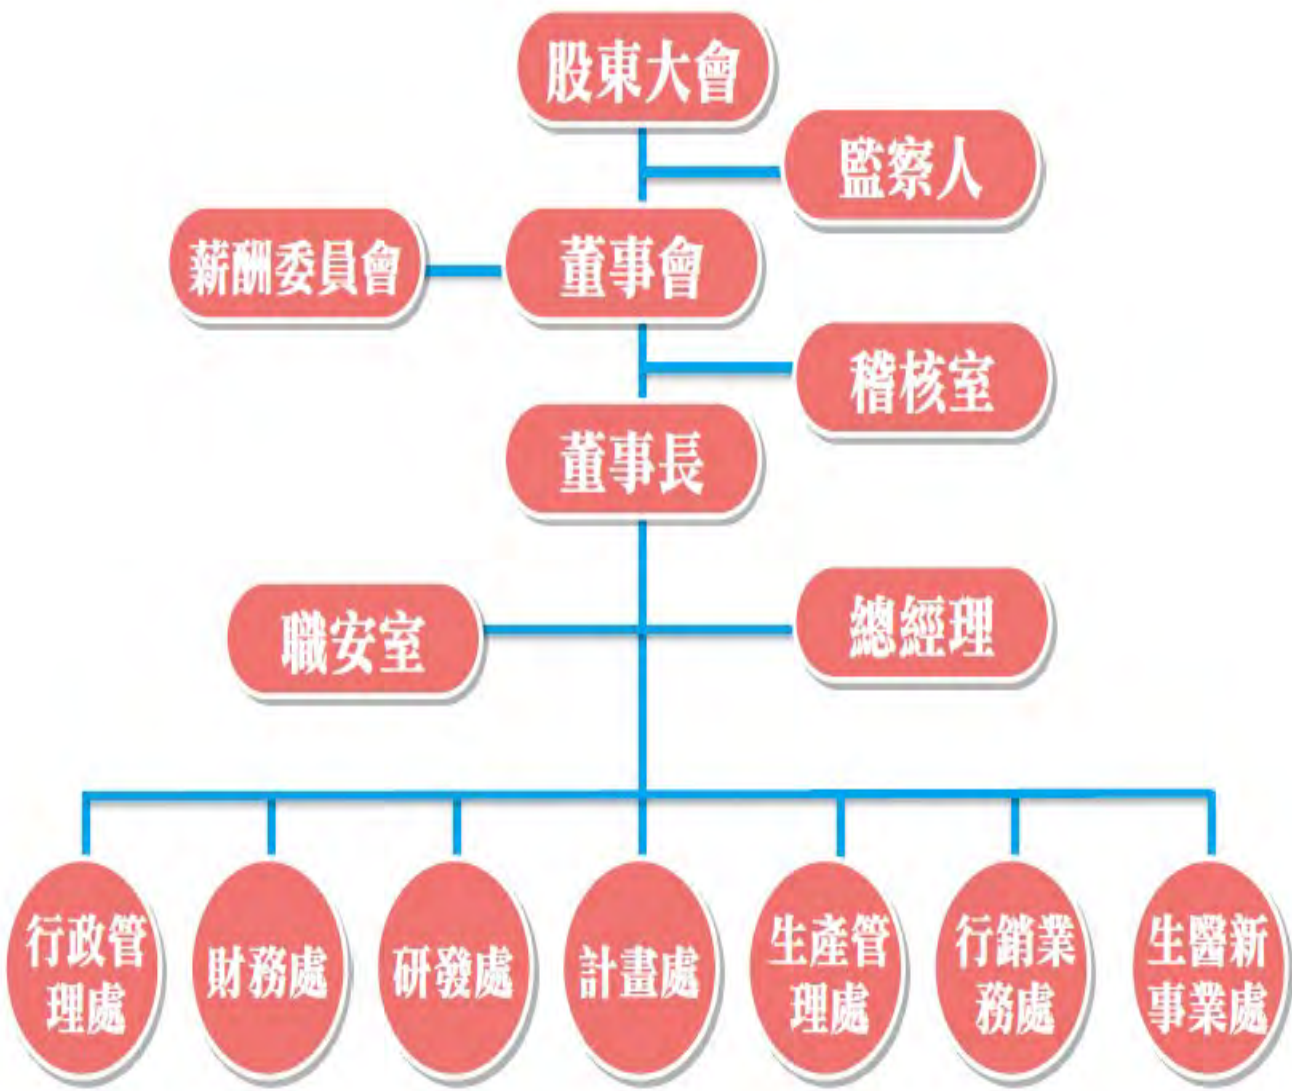 股東大會
監察人
薪酬委員會
董事會
稽核室
董事長
職安室
總經理
行政管
理處
財務處
研發處
計畫處
生產管
理處
行銷業
務處
生醫新
事業處